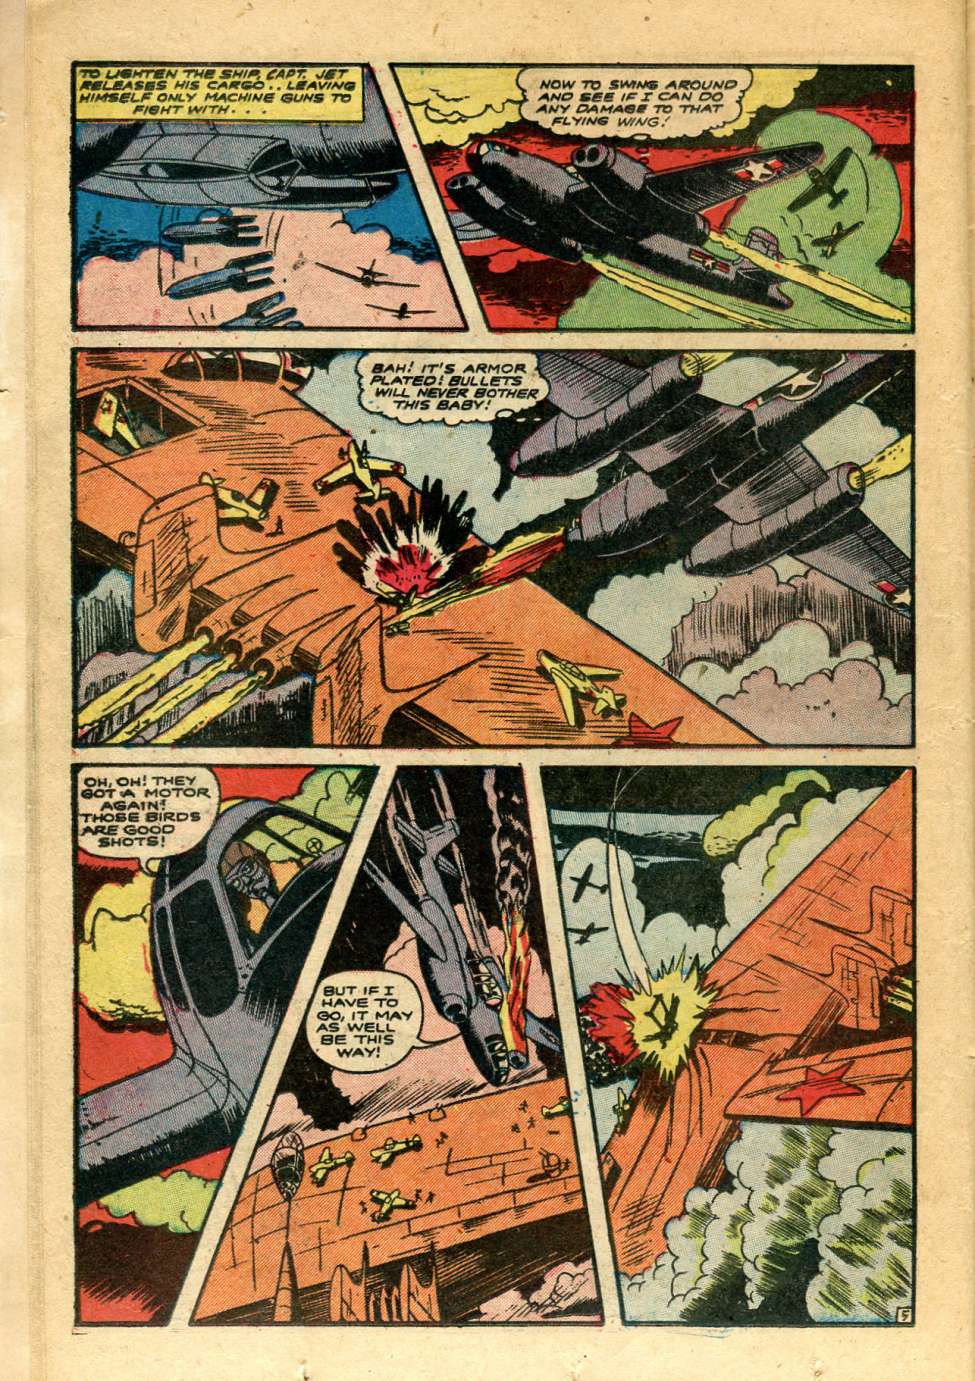 TO LIGHTEN THE SHIP, CAPT. JET
RELEASES HIS CARGO.. LEAVING
HIMSELF ONLY MACHINE GUNS TO
FIGHT WITH...
NOW TO SWING AROUND
AND SEE IF I CAN DO
ANY DAMAGE TO THAT
FLYING WING!
BAH! IT'S ARMOR
PLATED! BULLETS
WILL NEVER BOTHER
THIS BABY!
OH, OH! THEY
GOT A MOTOR
AGAIN!
THOSE BIRDS
ARE GOOD
SHOTS!
BUT IF I
HAVE TO
GO, IT MAY
AS WELL
BE THIS
WAY!
5